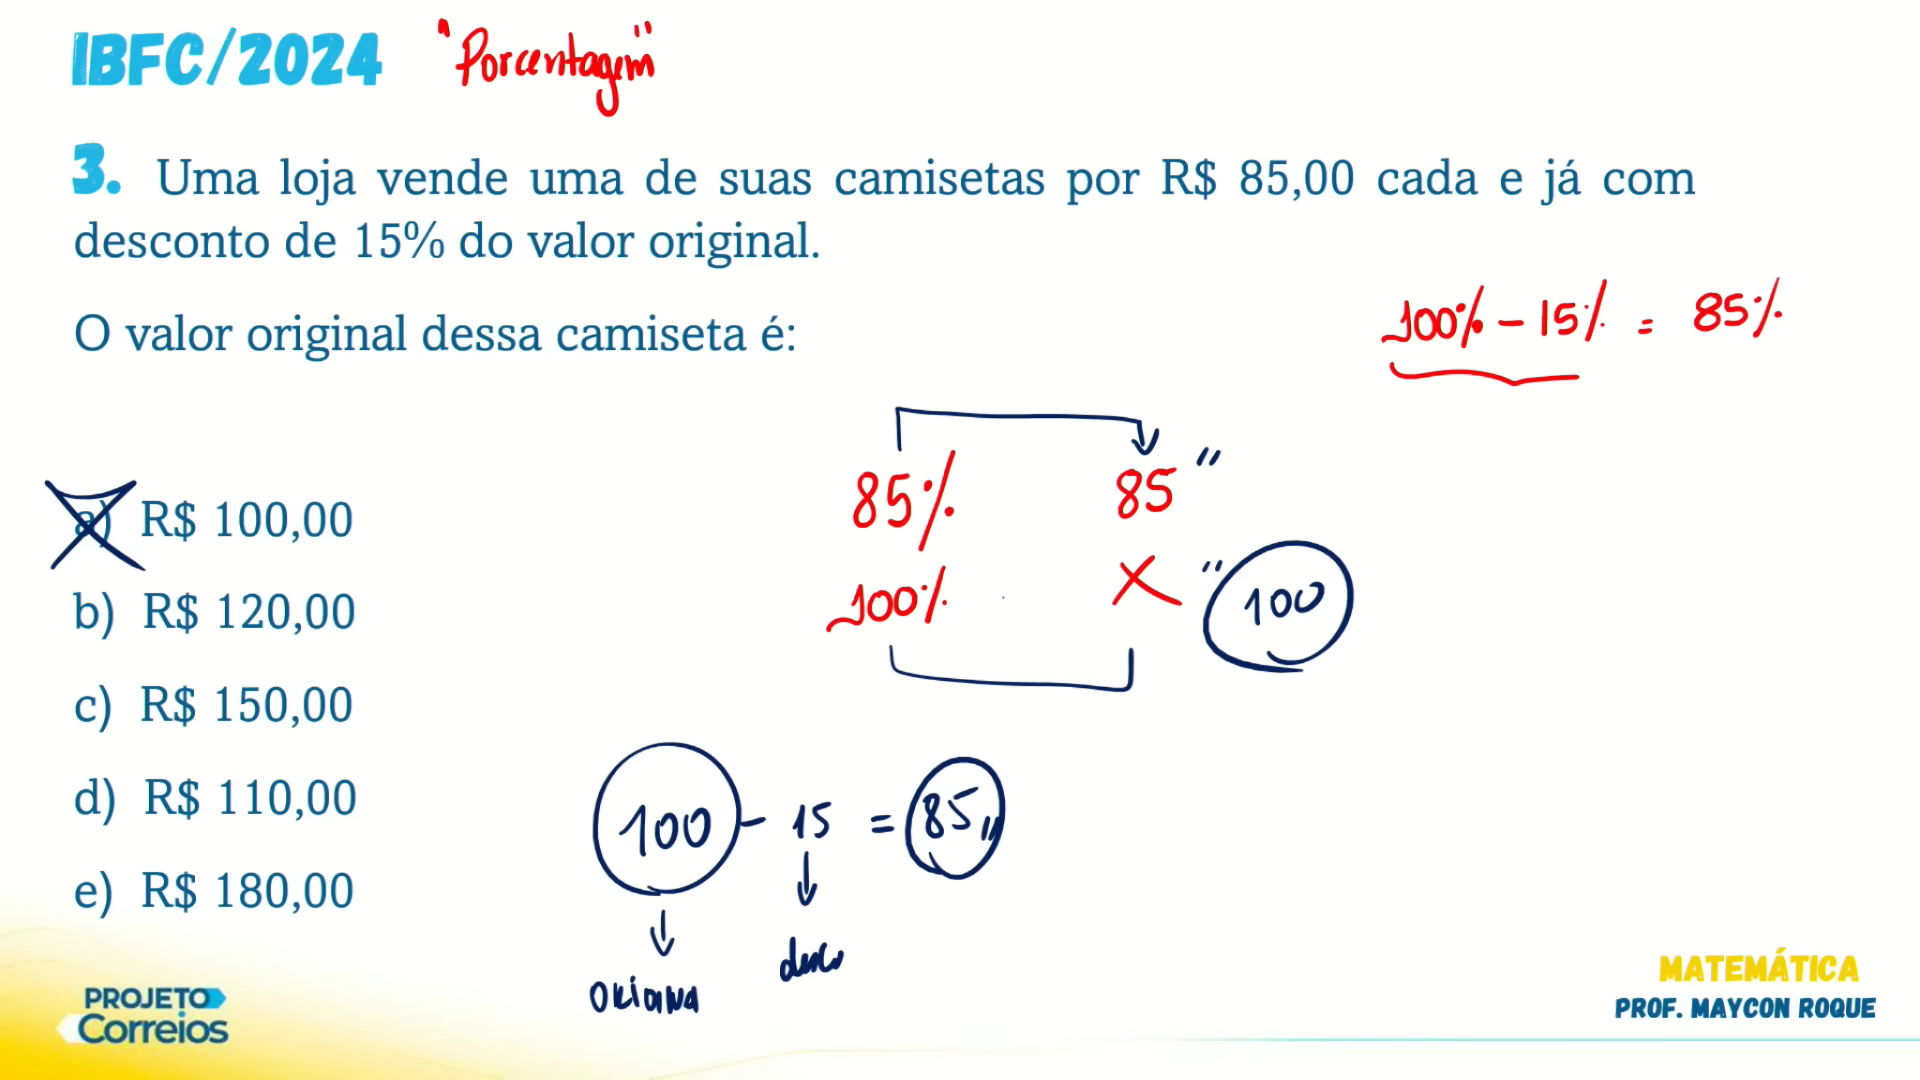 IBFC/2024 "Porcentagem"
3. Uma loja vende uma de suas camisetas por R$ 85,00 cada e já com
desconto de 15% do valor original.
O valor original dessa camiseta é:
100% - 15% = 85%
85% 85 "
100% X " 100
a) R$ 100,00
b) R$ 120,00
c) R$ 150,00
d) R$ 110,00
e) R$ 180,00
100 - 15 = 85"
PROJETO
Correios
MATEMÁTICA
PROF. MAYCON ROQUE